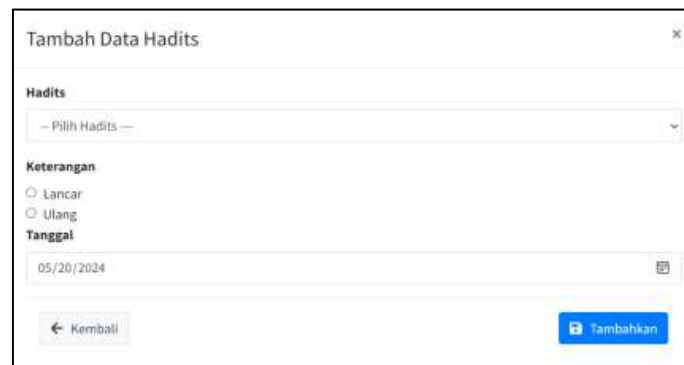 Tambah Data Hadits ×
Hadits
-- Pilih Hadits ---
Keterangan
Lancar
Ulang
Tanggal
05/20/2024
← Kembali Tambahkan